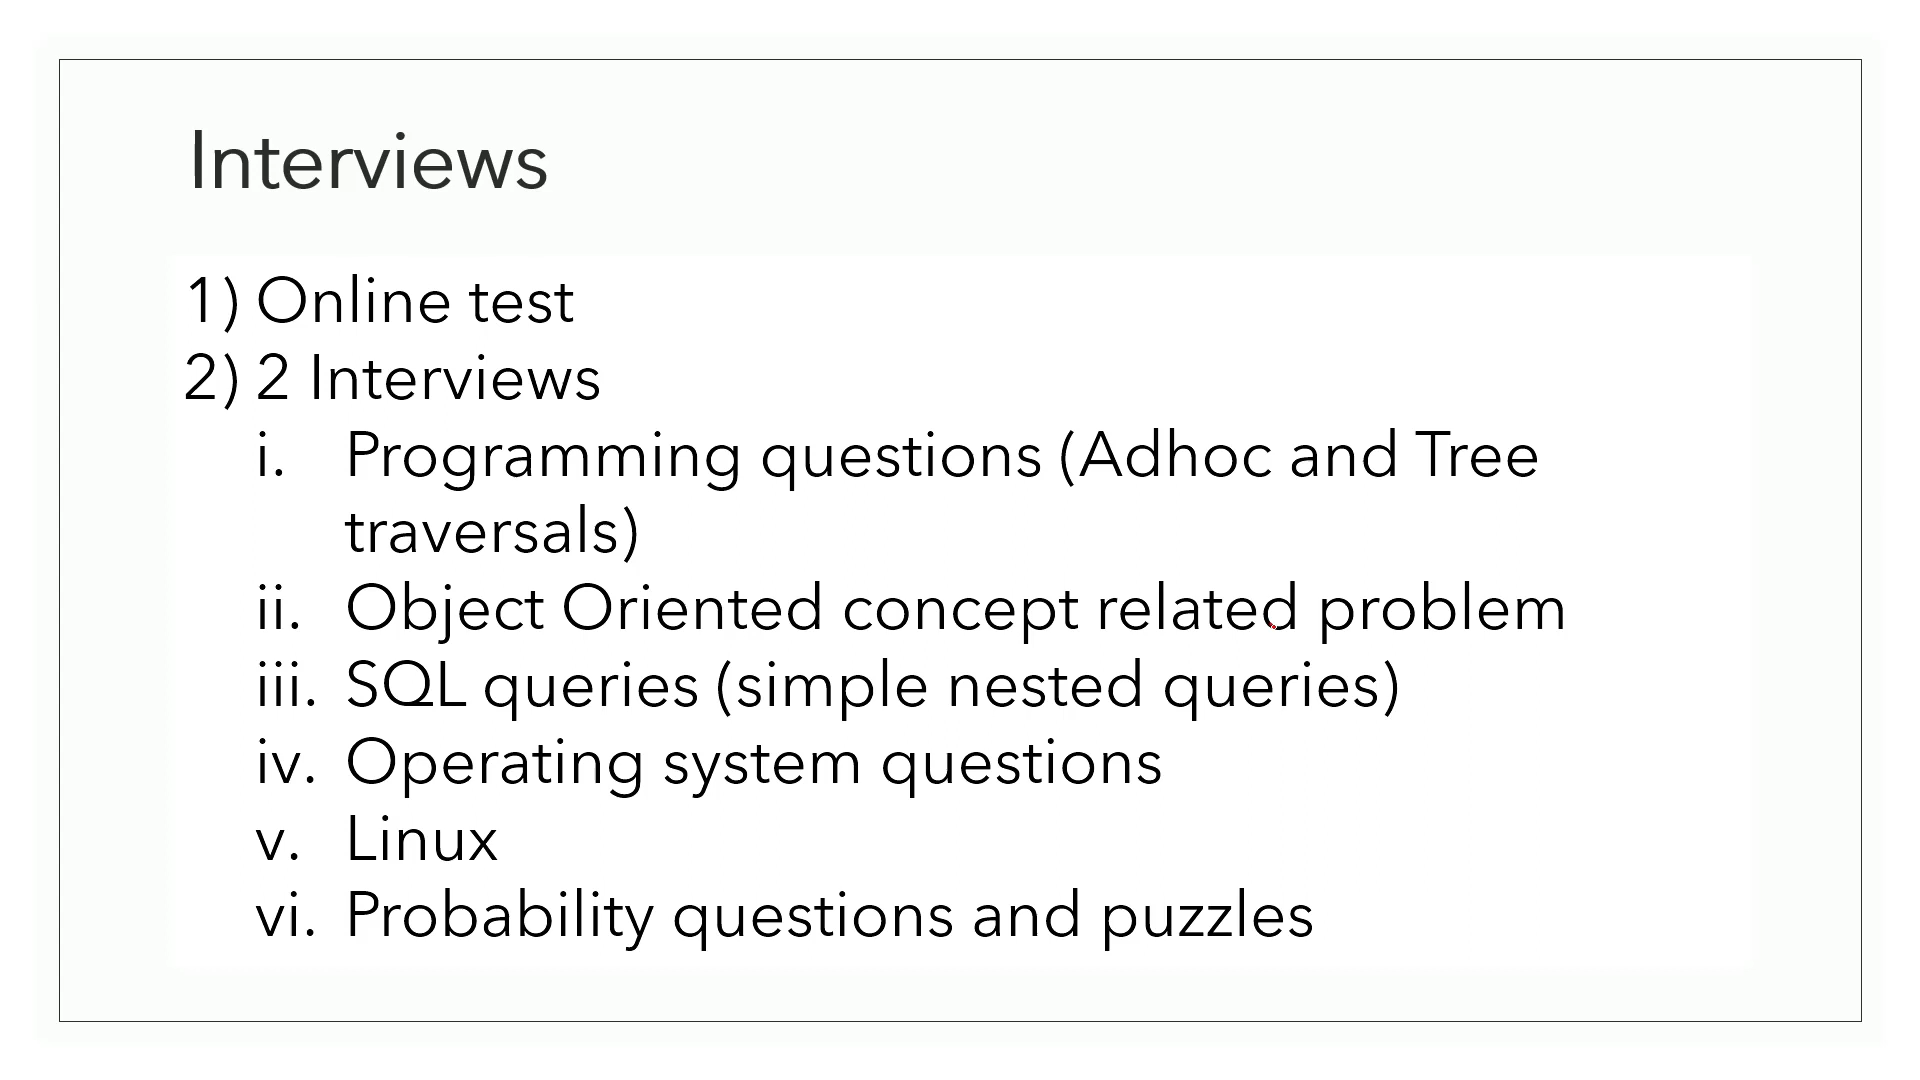 Interviews
1) Online test
2) 2 Interviews
i. Programming questions (Adhoc and Tree
traversals)
ii. Object Oriented concept related problem
iii. SQL queries (simple nested queries)
iv. Operating system questions
v. Linux
vi. Probability questions and puzzles